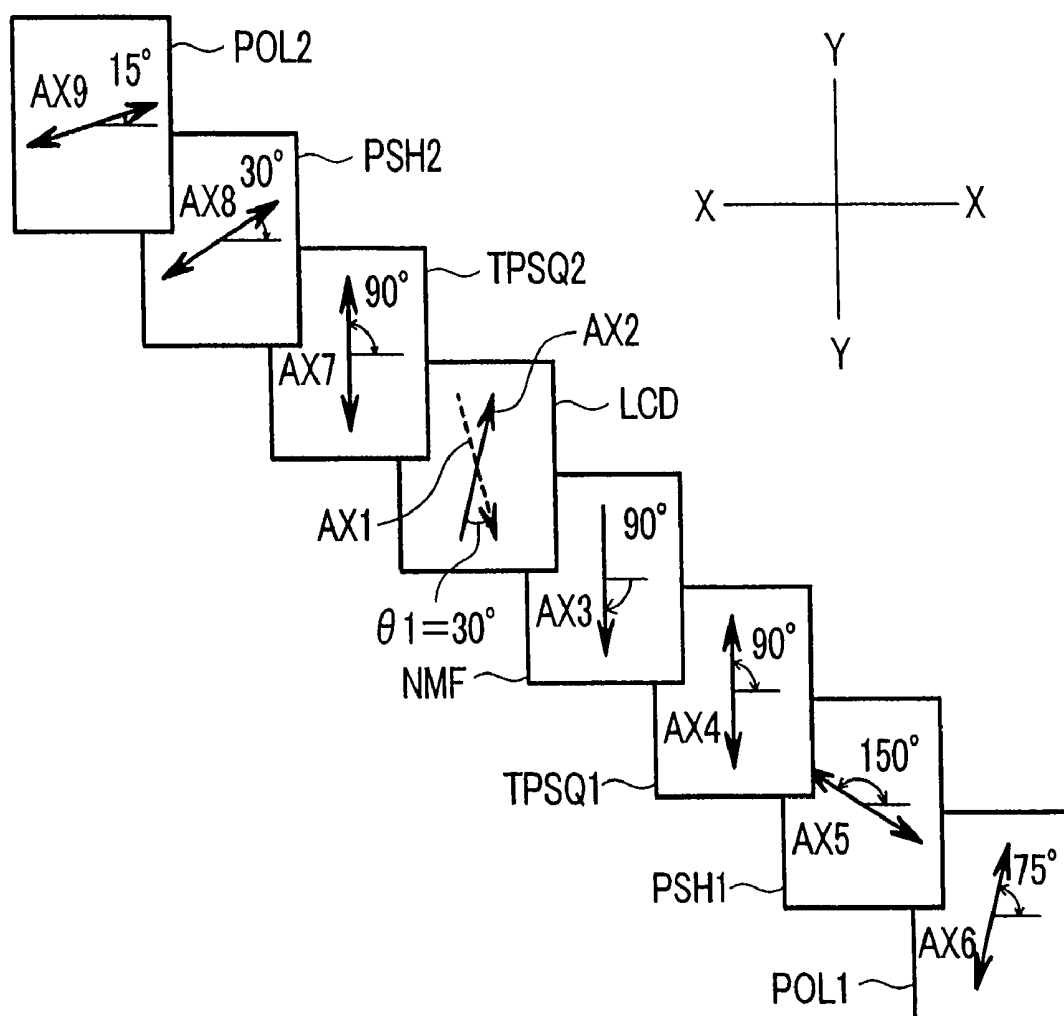 POL2
15°
AX9
Y
PSH2
30°
AX8
X X
TPSQ2
90°
AX7
AX2
Y
LCD
AX1
θ1=30°
90°
AX3
NMF
90°
AX4
TPSQ1
150°
AX5
PSH1
75°
AX6
POL1